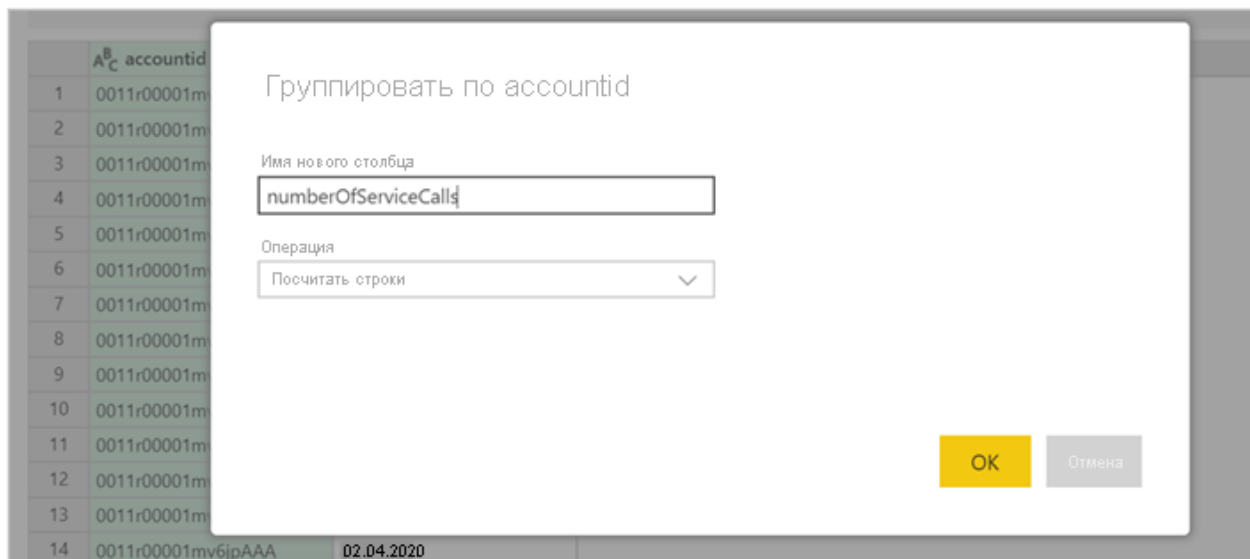 ABC accountid
Группировать по accountid
1 0011r00001m
2 0011r00001m
Имя нового столбца
3 0011r00001m
numberOfServiceCalls
4 0011r00001m
5 0011r00001m
Операция
6 0011r00001m
Посчитать строки
7 0011r00001m
8 0011r00001m
9 0011r00001m
10 0011r00001m
11 0011r00001m
OK Отмена
12 0011r00001m
13 0011r00001m
14 0011r00001mv6jpAAA 02.04.2020